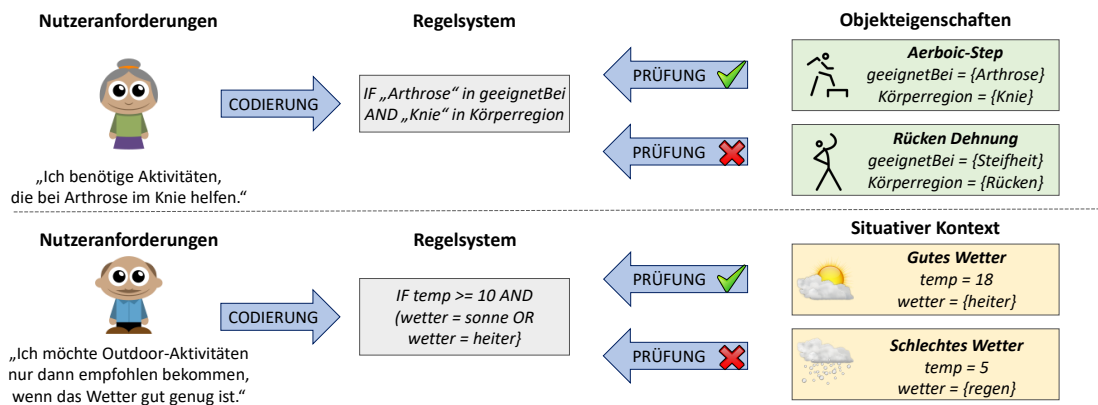 Nutzeranforderungen
Regelsystem
Objekteigenschaften
CODIERUNG
IF „Arthrose“ in geeignetBei
AND „Knie“ in Körperregion
PRÜFUNG
PRÜFUNG
Aerboic-Step
geeignetBei = {Arthrose}
Körperregion = {Knie}
Rücken Dehnung
geeignetBei = {Steifheit}
Körperregion = {Rücken}
„Ich benötige Aktivitäten,
die bei Arthrose im Knie helfen.“
Nutzeranforderungen
Regelsystem
Situativer Kontext
CODIERUNG
IF temp >= 10 AND
(wetter = sonne OR
wetter = heiter}
PRÜFUNG
PRÜFUNG
Gutes Wetter
temp = 18
wetter = {heiter}
Schlechtes Wetter
temp = 5
wetter = {regen}
„Ich möchte Outdoor-Aktivitäten
nur dann empfohlen bekommen,
wenn das Wetter gut genug ist.“